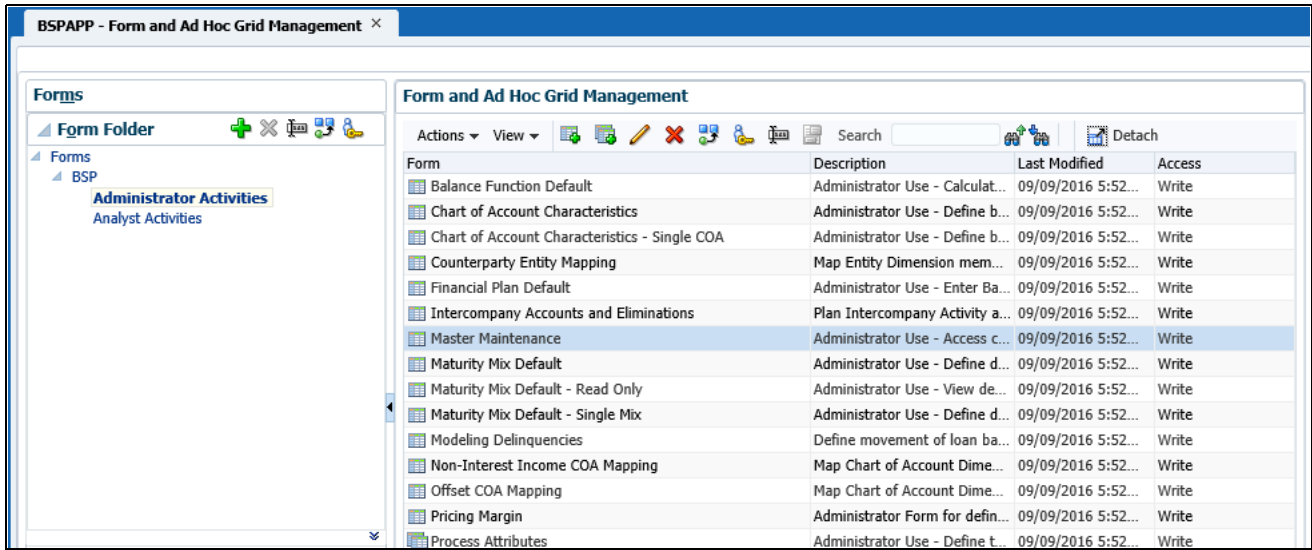 BSPAPP - Form and Ad Hoc Grid Management ×
Forms
Form Folder
Forms
BSP
Administrator Activities
Analyst Activities
Form and Ad Hoc Grid Management
Actions View Search Detach
Form Description Last Modified Access
Balance Function Default Administrator Use - Calculat... 09/09/2016 5:52... Write
Chart of Account Characteristics Administrator Use - Define b... 09/09/2016 5:52... Write
Chart of Account Characteristics - Single COA Administrator Use - Define b... 09/09/2016 5:52... Write
Counterparty Entity Mapping Map Entity Dimension mem... 09/09/2016 5:52... Write
Financial Plan Default Administrator Use - Enter Ba... 09/09/2016 5:52... Write
Intercompany Accounts and Eliminations Plan Intercompany Activity a... 09/09/2016 5:52... Write
Master Maintenance Administrator Use - Access c... 09/09/2016 5:52... Write
Maturity Mix Default Administrator Use - Define d... 09/09/2016 5:52... Write
Maturity Mix Default - Read Only Administrator Use - View de... 09/09/2016 5:52... Write
Maturity Mix Default - Single Mix Administrator Use - Define d... 09/09/2016 5:52... Write
Modeling Delinquencies Define movement of loan ba... 09/09/2016 5:52... Write
Non-Interest Income COA Mapping Map Chart of Account Dime... 09/09/2016 5:52... Write
Offset COA Mapping Map Chart of Account Dime... 09/09/2016 5:52... Write
Pricing Margin Administrator Form for defin... 09/09/2016 5:52... Write
Process Attributes Administrator Use - Define t... 09/09/2016 5:52... Write